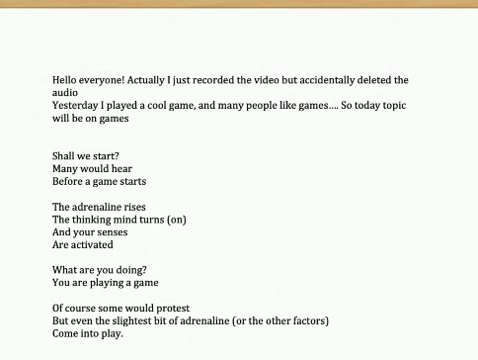 Hello everyone! Actually I just recorded the video but accidentally deleted the
audio
Yesterday I played a cool game, and many people like games.... So today topic
will be on games
Shall we start?
Many would hear
Before a game starts
The adrenaline rises
The thinking mind turns (on)
And your senses
Are activated
What are you doing?
You are playing a game
Of course some would protest
But even the slightest bit of adrenaline (or the other factors)
Come into play.